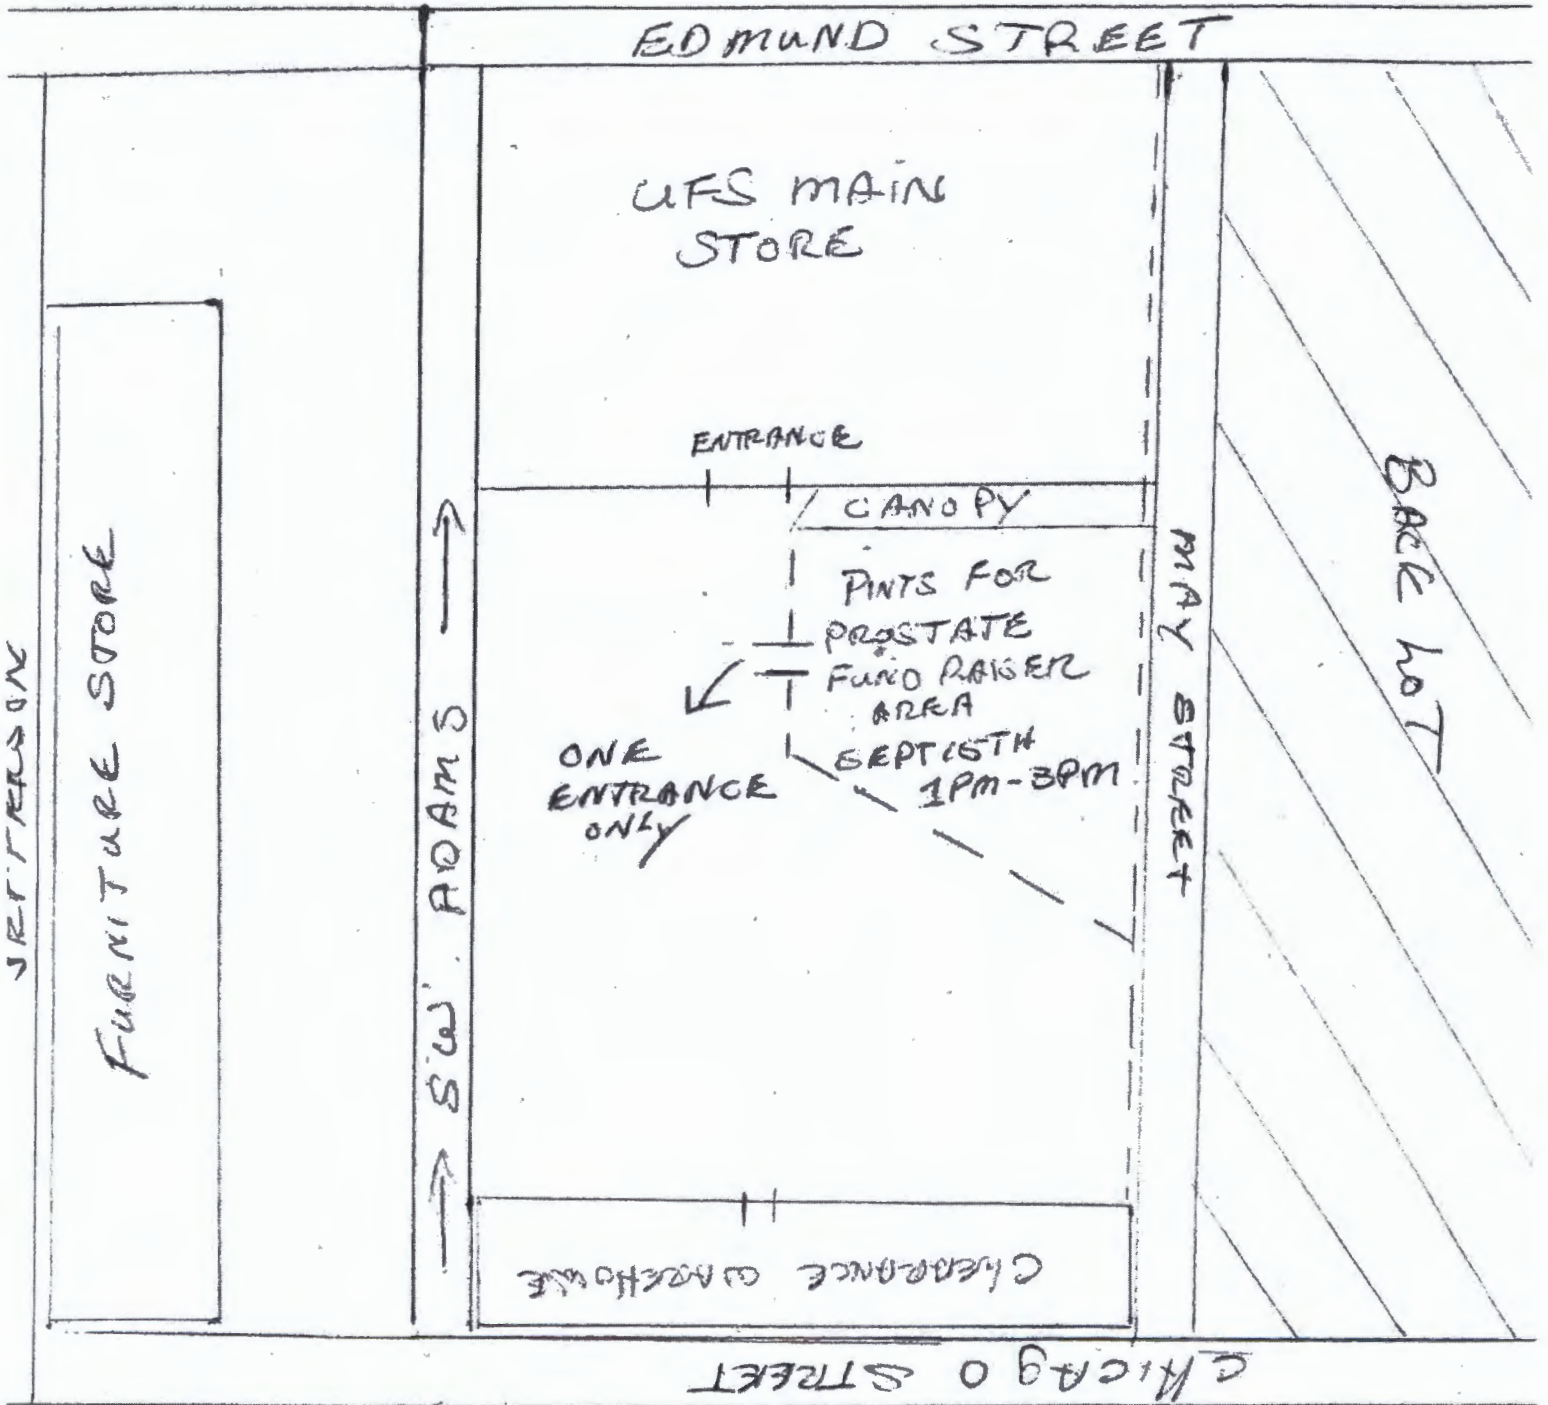 EDMUND STREET
UFS MAIN
STORE
ENTRANCE
CANOPY
PINTS FOR
PROSTATE
FUND RAISER
AREA
SEPT 15TH
1PM-3PM
ONE
ENTRANCE
ONLY
SW. ADAMS
MAY STREET
BACK LOT
FURNITURE STORE
CLEARANCE WAREHOUSE
CHICAGO STREET